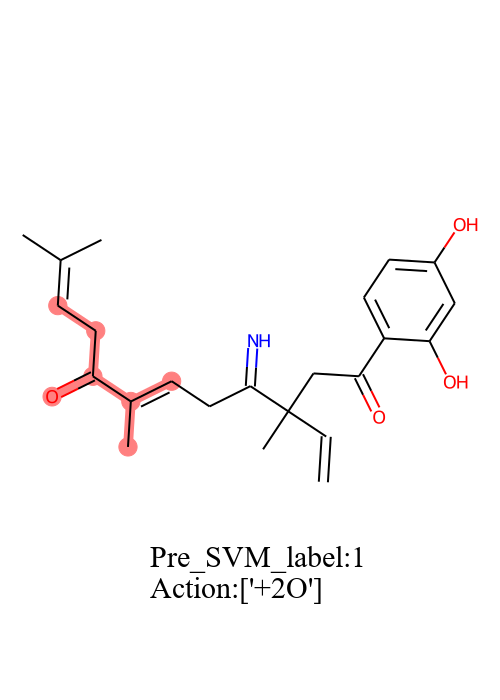 OH
NH
O
OH
O
Pre_SVM_label:1
Action:['+2O']